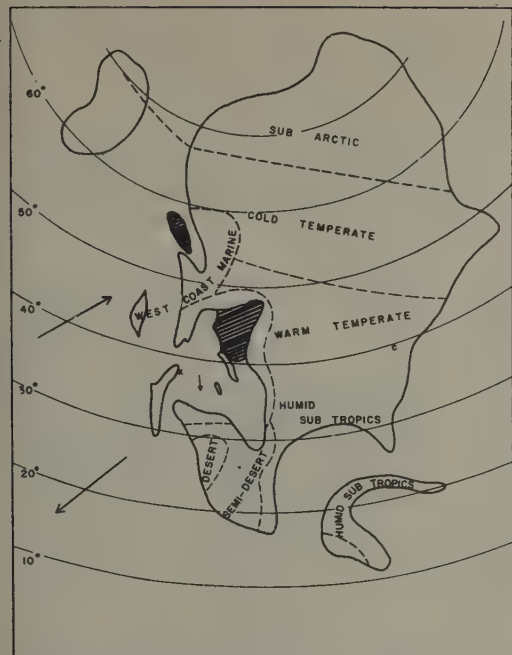 60°
SUB ARCTIC
50°
COLD TEMPERATE
WEST COAST MARINE
40°
WARM TEMPERATE
c
30°
HUMID
SUB TROPICS
DESERT
SEMI-DESERT
20°
HUMID SUB TROPICS
10°